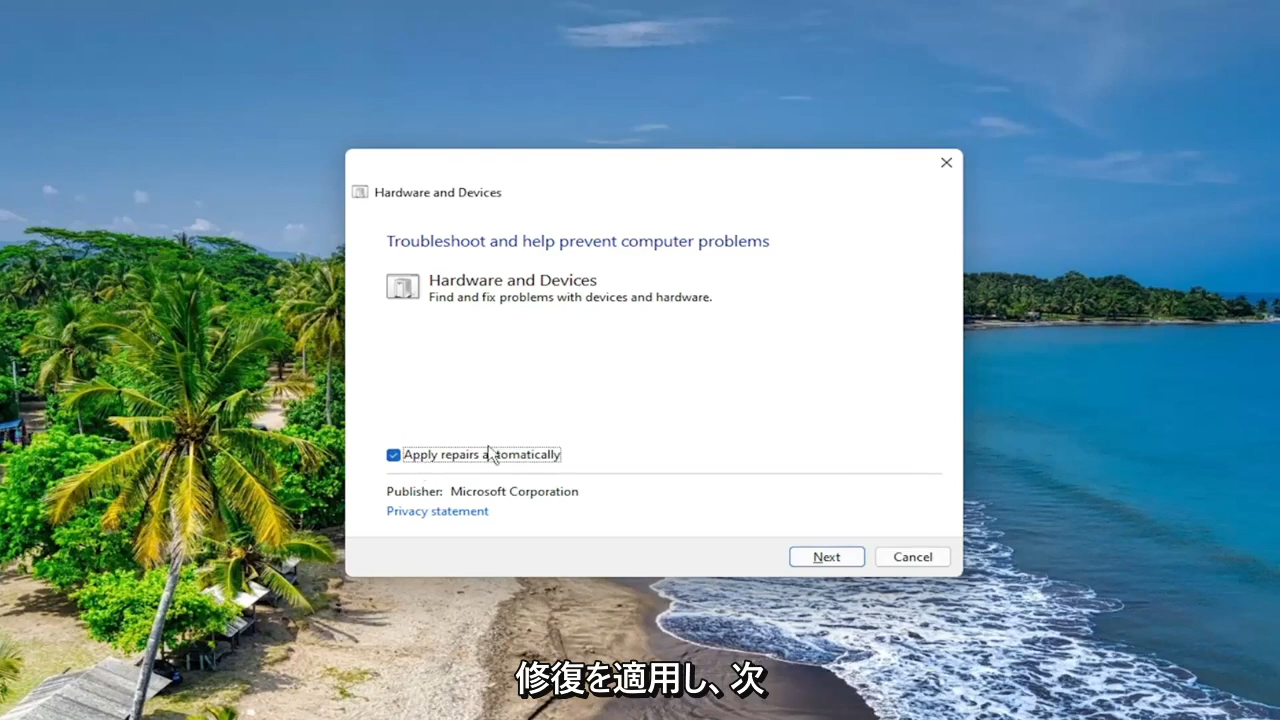 Hardware and Devices
Troubleshoot and help prevent computer problems
Hardware and Devices
Find and fix problems with devices and hardware.
Apply repairs automatically
Publisher: Microsoft Corporation
Privacy statement
Next
Cancel
修復を適用し、次